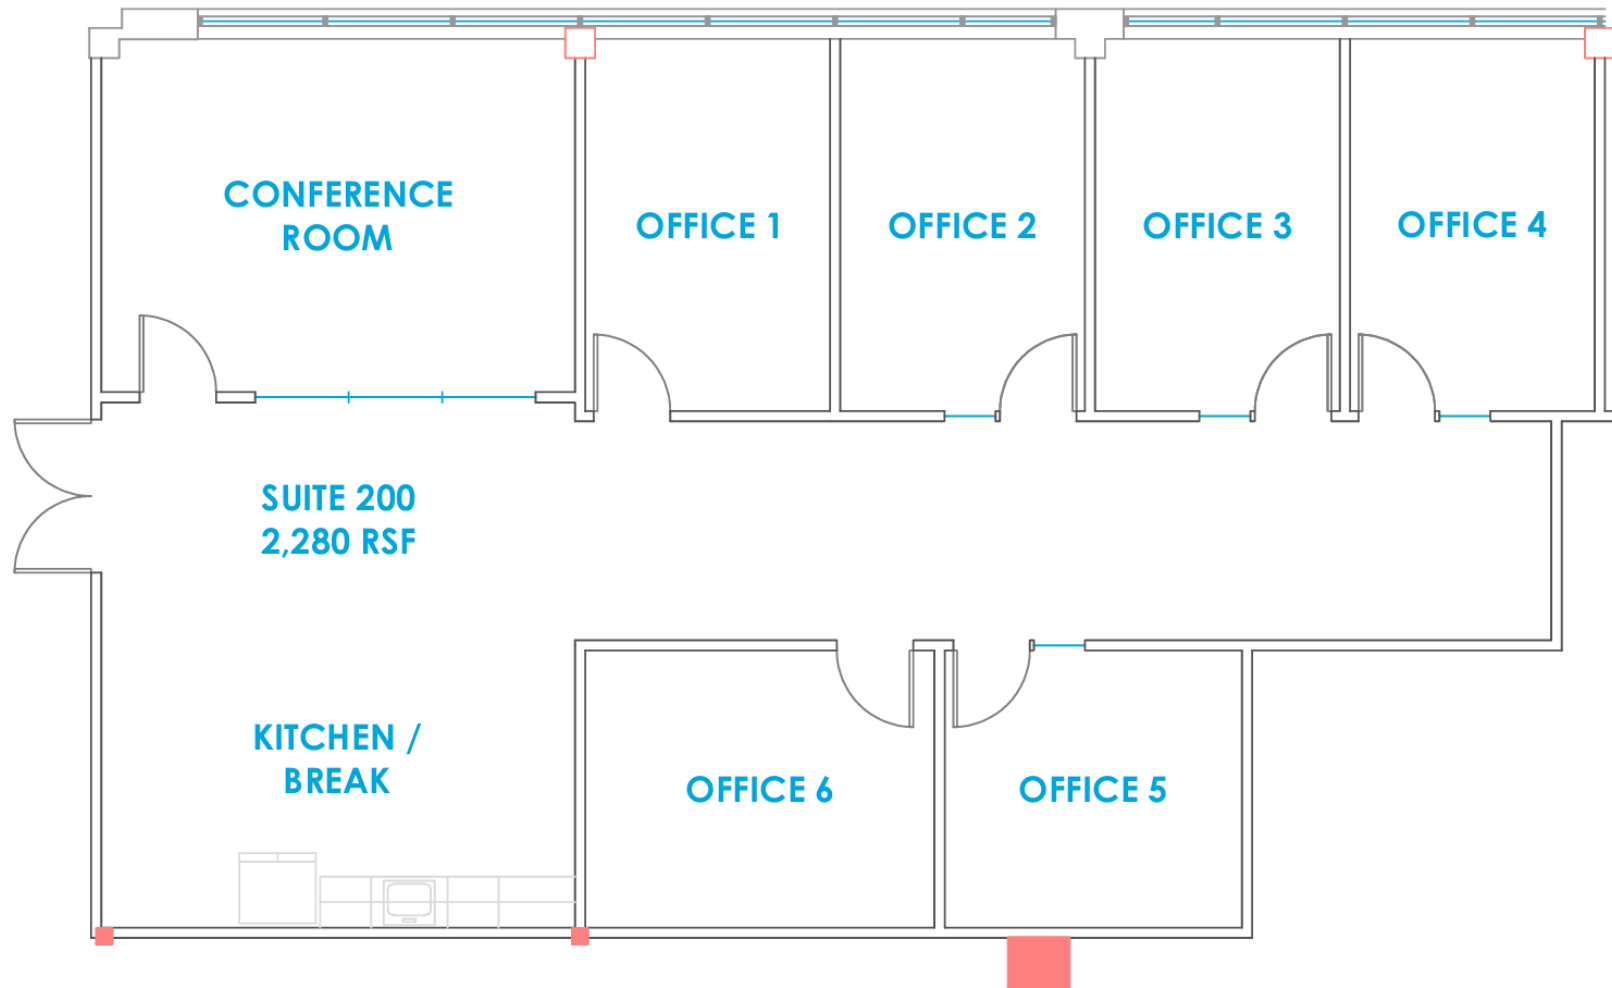 CONFERENCE
ROOM
OFFICE 1
OFFICE 2
OFFICE 3
OFFICE 4
SUITE 200
2,280 RSF
KITCHEN /
BREAK
OFFICE 6
OFFICE 5